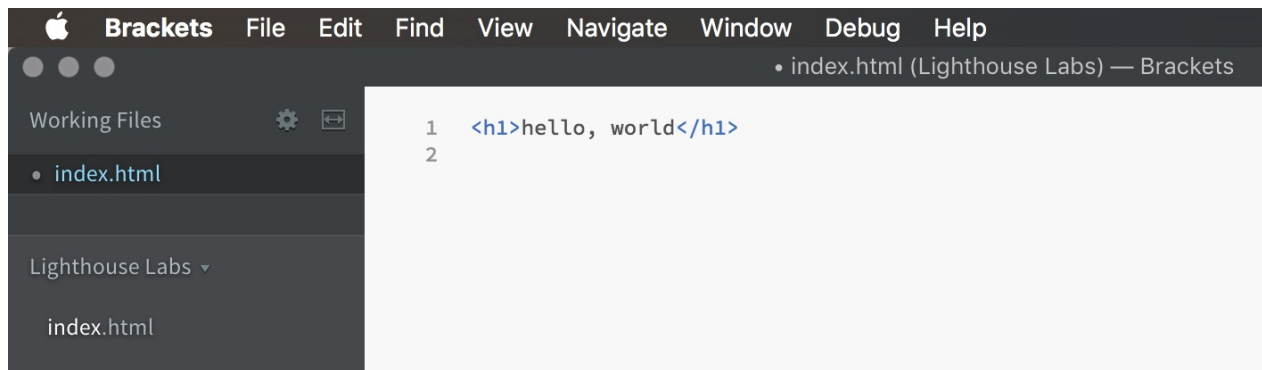 Brackets File Edit Find View Navigate Window Debug Help
• index.html (Lighthouse Labs) — Brackets
Working Files
• index.html
Lighthouse Labs
index.html
1 <h1>hello, world</h1>
2